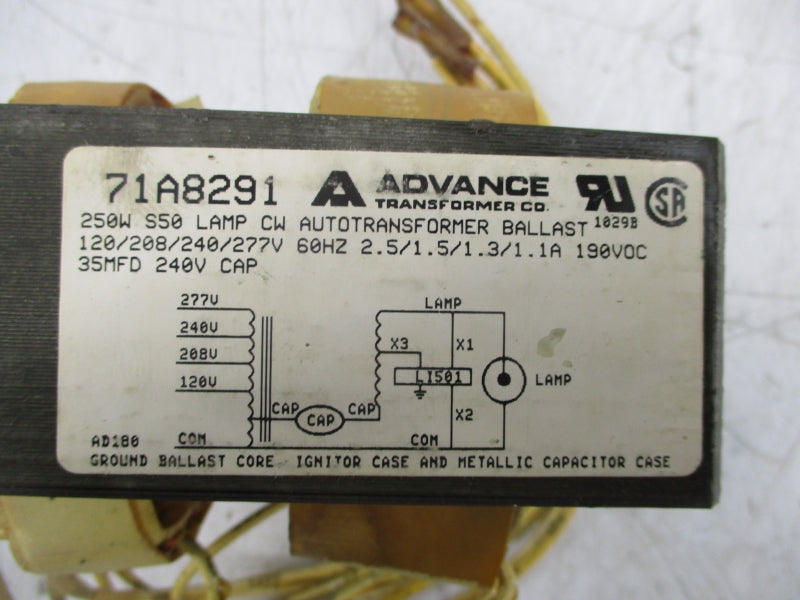 71A8291 ADVANCE
TRANSFORMER CO.
250W S50 LAMP CW AUTOTRANSFORMER BALLAST 1029B
120/208/240/277V 60HZ 2.5/1.5/1.3/1.1A 190VOC
35MFD 240V CAP
277V LAMP
240V
X3 X1
208V
LI501 LAMP
120V
CAP CAP CAP X2
AD180 COM COM
GROUND BALLAST CORE IGNITOR CASE AND METALLIC CAPACITOR CASE